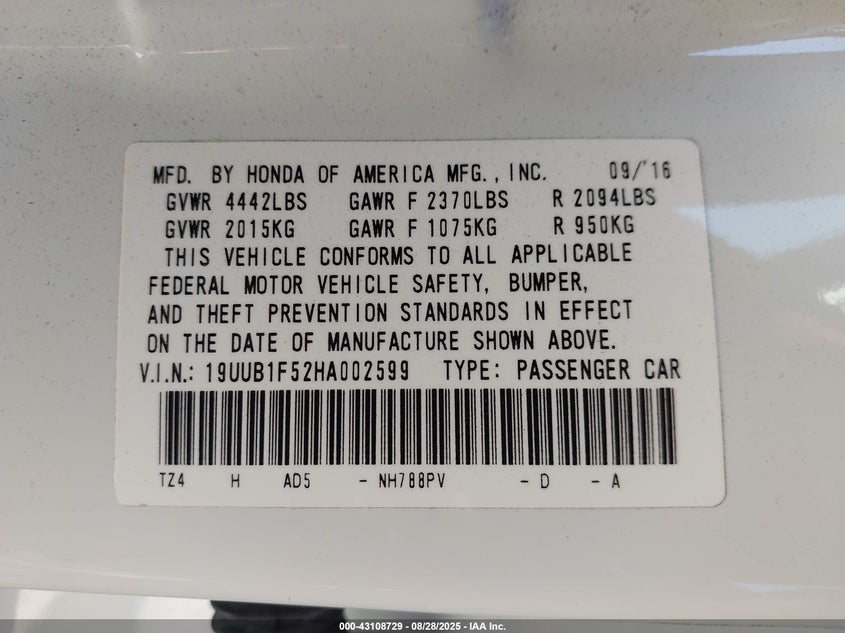 MFD. BY HONDA OF AMERICA MFG., INC. 09/'16
GVWR 4442LBS GAWR F 2370LBS R 2094LBS
GVWR 2015KG GAWR F 1075KG R 950KG
THIS VEHICLE CONFORMS TO ALL APPLICABLE
FEDERAL MOTOR VEHICLE SAFETY, BUMPER,
AND THEFT PREVENTION STANDARDS IN EFFECT
ON THE DATE OF MANUFACTURE SHOWN ABOVE.
V.I.N.: 19UUB1F52HA002599 TYPE: PASSENGER CAR
TZ4 H AD5 - NH788PV - D - A
000-43108729 - 08/28/2025 - IAA Inc.